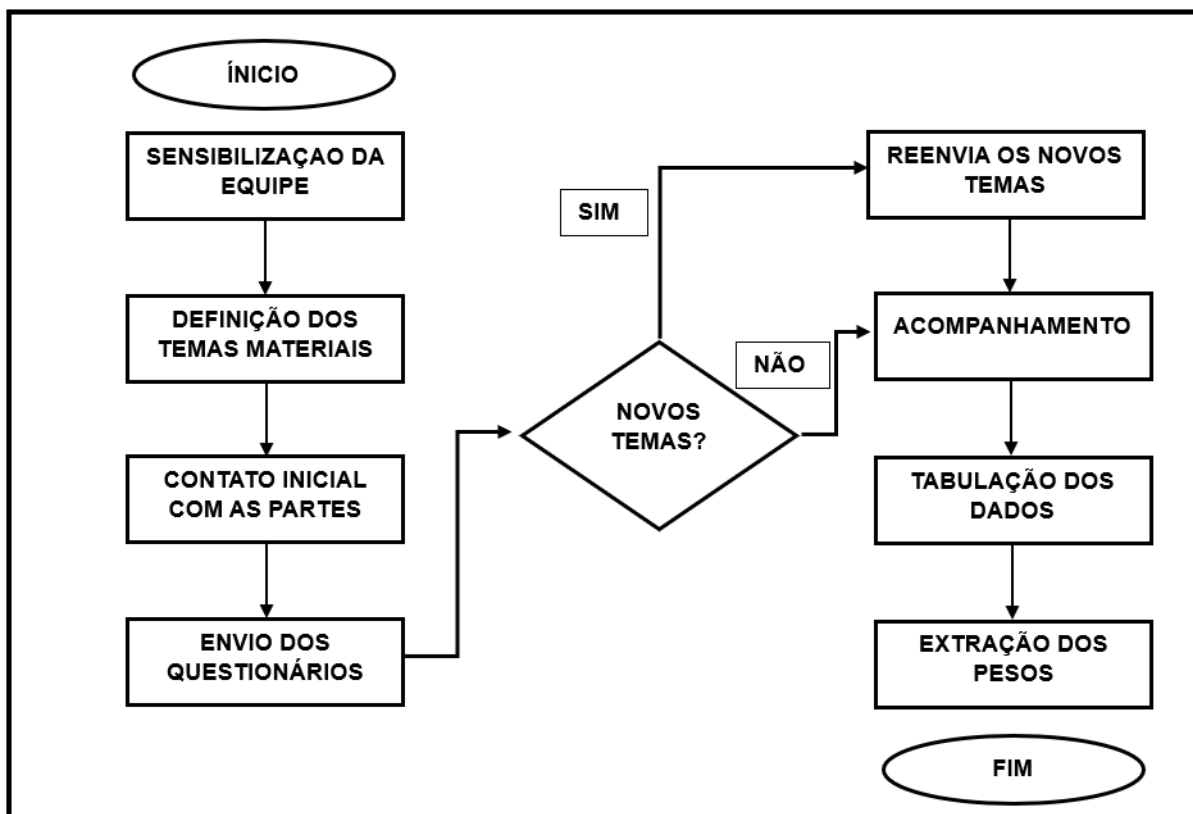 ÍNICIO
SENSIBILIZAÇAO DA
EQUIPE
DEFINIÇÃO DOS
TEMAS MATERIAIS
CONTATO INICIAL
COM AS PARTES
ENVIO DOS
QUESTIONÁRIOS
NOVOS
TEMAS?
SIM
NÃO
REENVIA OS NOVOS
TEMAS
ACOMPANHAMENTO
TABULAÇÃO DOS
DADOS
EXTRAÇÃO DOS
PESOS
FIM